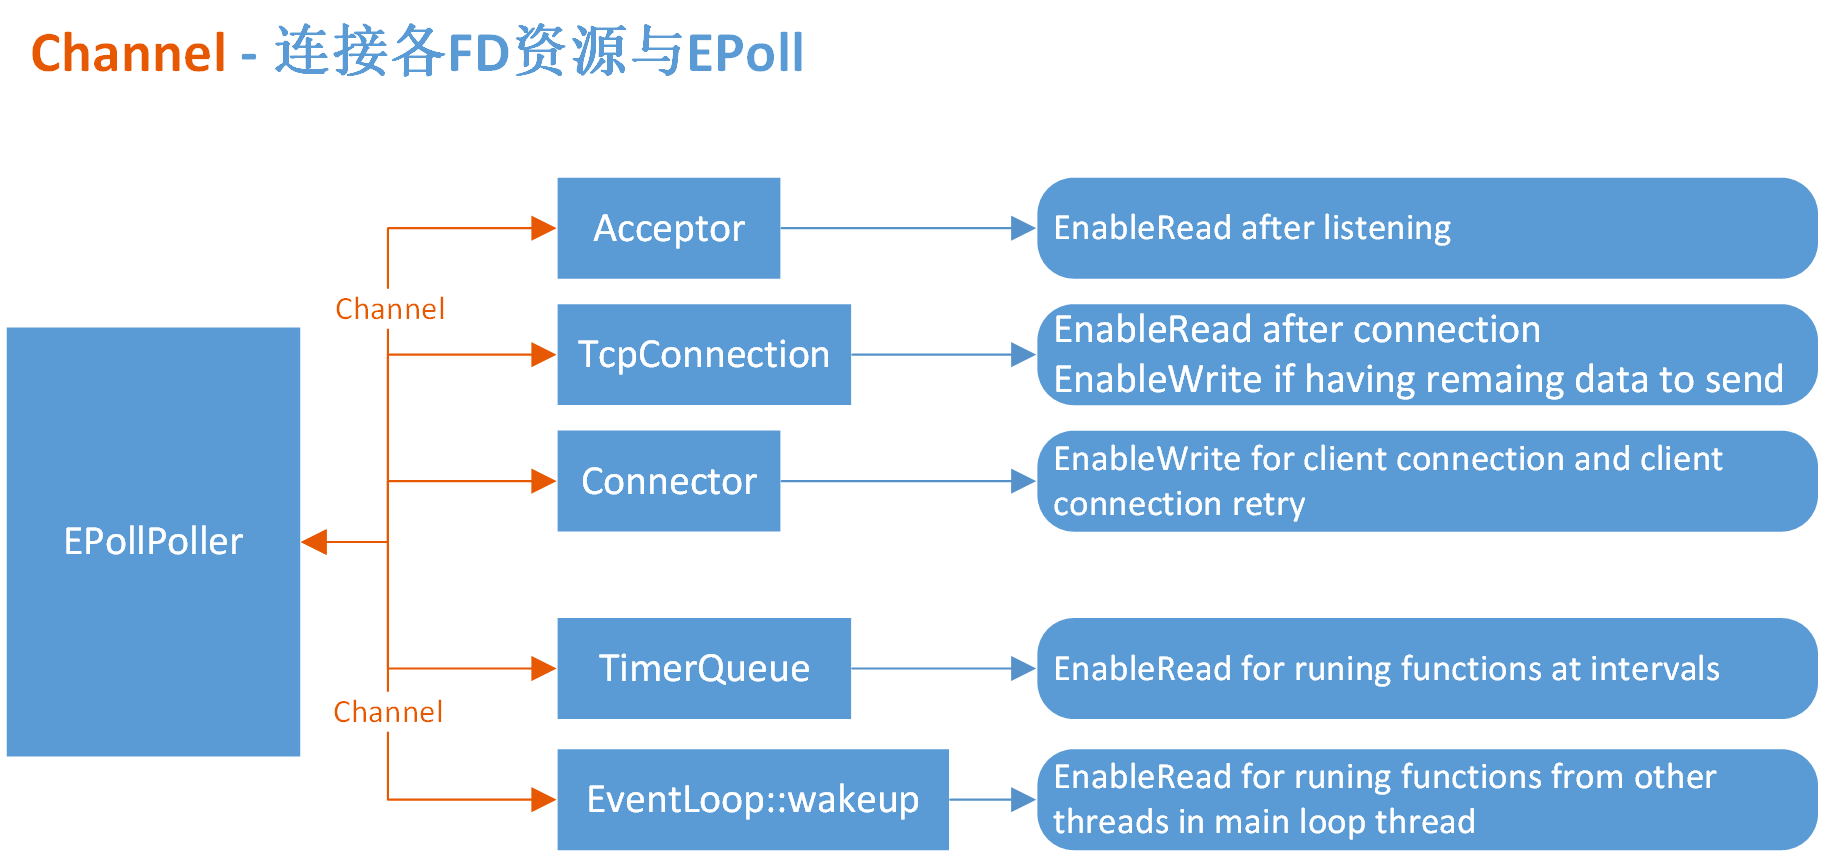 Channel - 连接各FD资源与EPoll
Acceptor
EnableRead after listening
Channel
TcpConnection
EnableRead after connection
EnableWrite if having remaing data to send
Connector
EnableWrite for client connection and client
connection retry
EPollPoller
TimerQueue
EnableRead for runing functions at intervals
Channel
EventLoop::wakeup
EnableRead for runing functions from other
threads in main loop thread